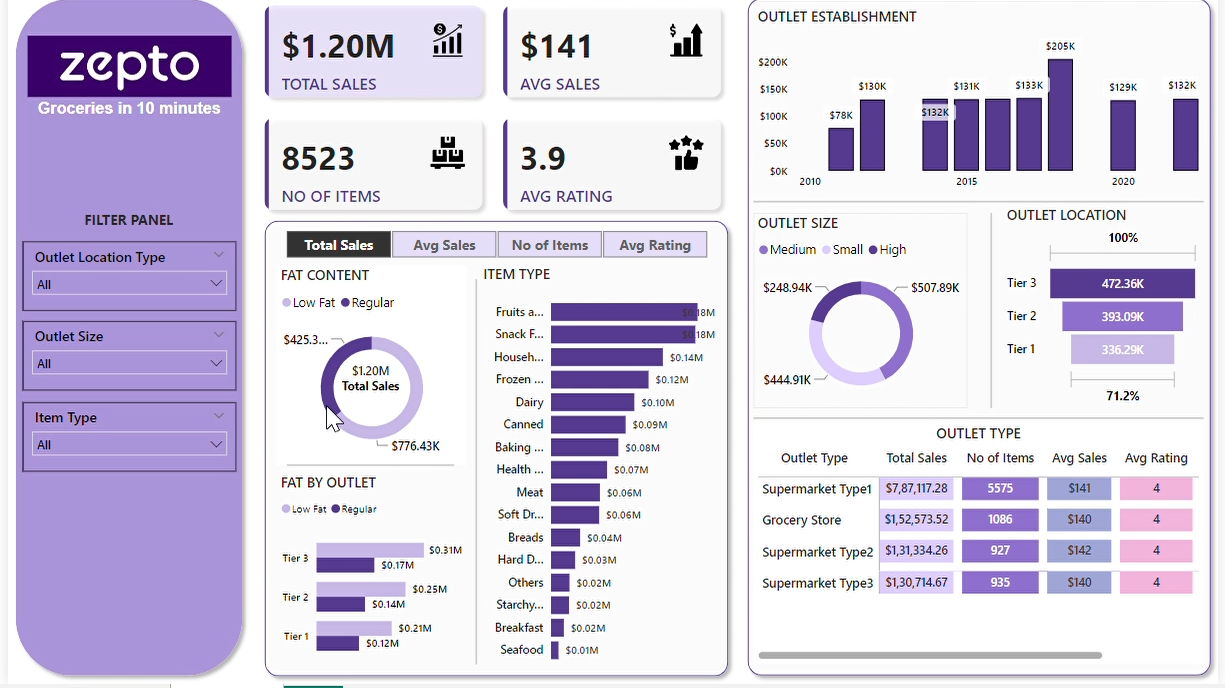 zepto
Groceries in 10 minutes
FILTER PANEL
Outlet Location Type
All
Outlet Size
All
Item Type
All
$1.20M
TOTAL SALES
$141
AVG SALES
8523
NO OF ITEMS
3.9
AVG RATING
Total Sales Avg Sales No of Items Avg Rating
FAT CONTENT
Low Fat Regular
$425.3...
$1.20M
Total Sales
$776.43K
FAT BY OUTLET
Low Fat Regular
Tier 3 $0.31M
$0.17M
Tier 2 $0.25M
$0.14M
Tier 1 $0.21M
$0.12M
ITEM TYPE
Fruits a... $0.18M
Snack F... $0.18M
Househ... $0.14M
Frozen ... $0.12M
Dairy $0.10M
Canned $0.09M
Baking ... $0.08M
Health ... $0.07M
Meat $0.06M
Soft Dr... $0.06M
Breads $0.04M
Hard D... $0.03M
Others $0.02M
Starchy... $0.02M
Breakfast $0.02M
Seafood $0.01M
OUTLET ESTABLISHMENT
$200K
$150K
$100K
$50K
$0K
$78K $130K $132K $131K $133K $205K $129K $132K
2010 2015 2020
OUTLET SIZE
Medium Small High
$248.94K $507.89K
$444.91K
OUTLET LOCATION
100%
Tier 3 472.36K
Tier 2 393.09K
Tier 1 336.29K
71.2%
OUTLET TYPE
Outlet Type Total Sales No of Items Avg Sales Avg Rating
Supermarket Type1 $7,87,117.28 5575 $141 4
Grocery Store $1,52,573.52 1086 $140 4
Supermarket Type2 $1,31,334.26 927 $142 4
Supermarket Type3 $1,30,714.67 935 $140 4